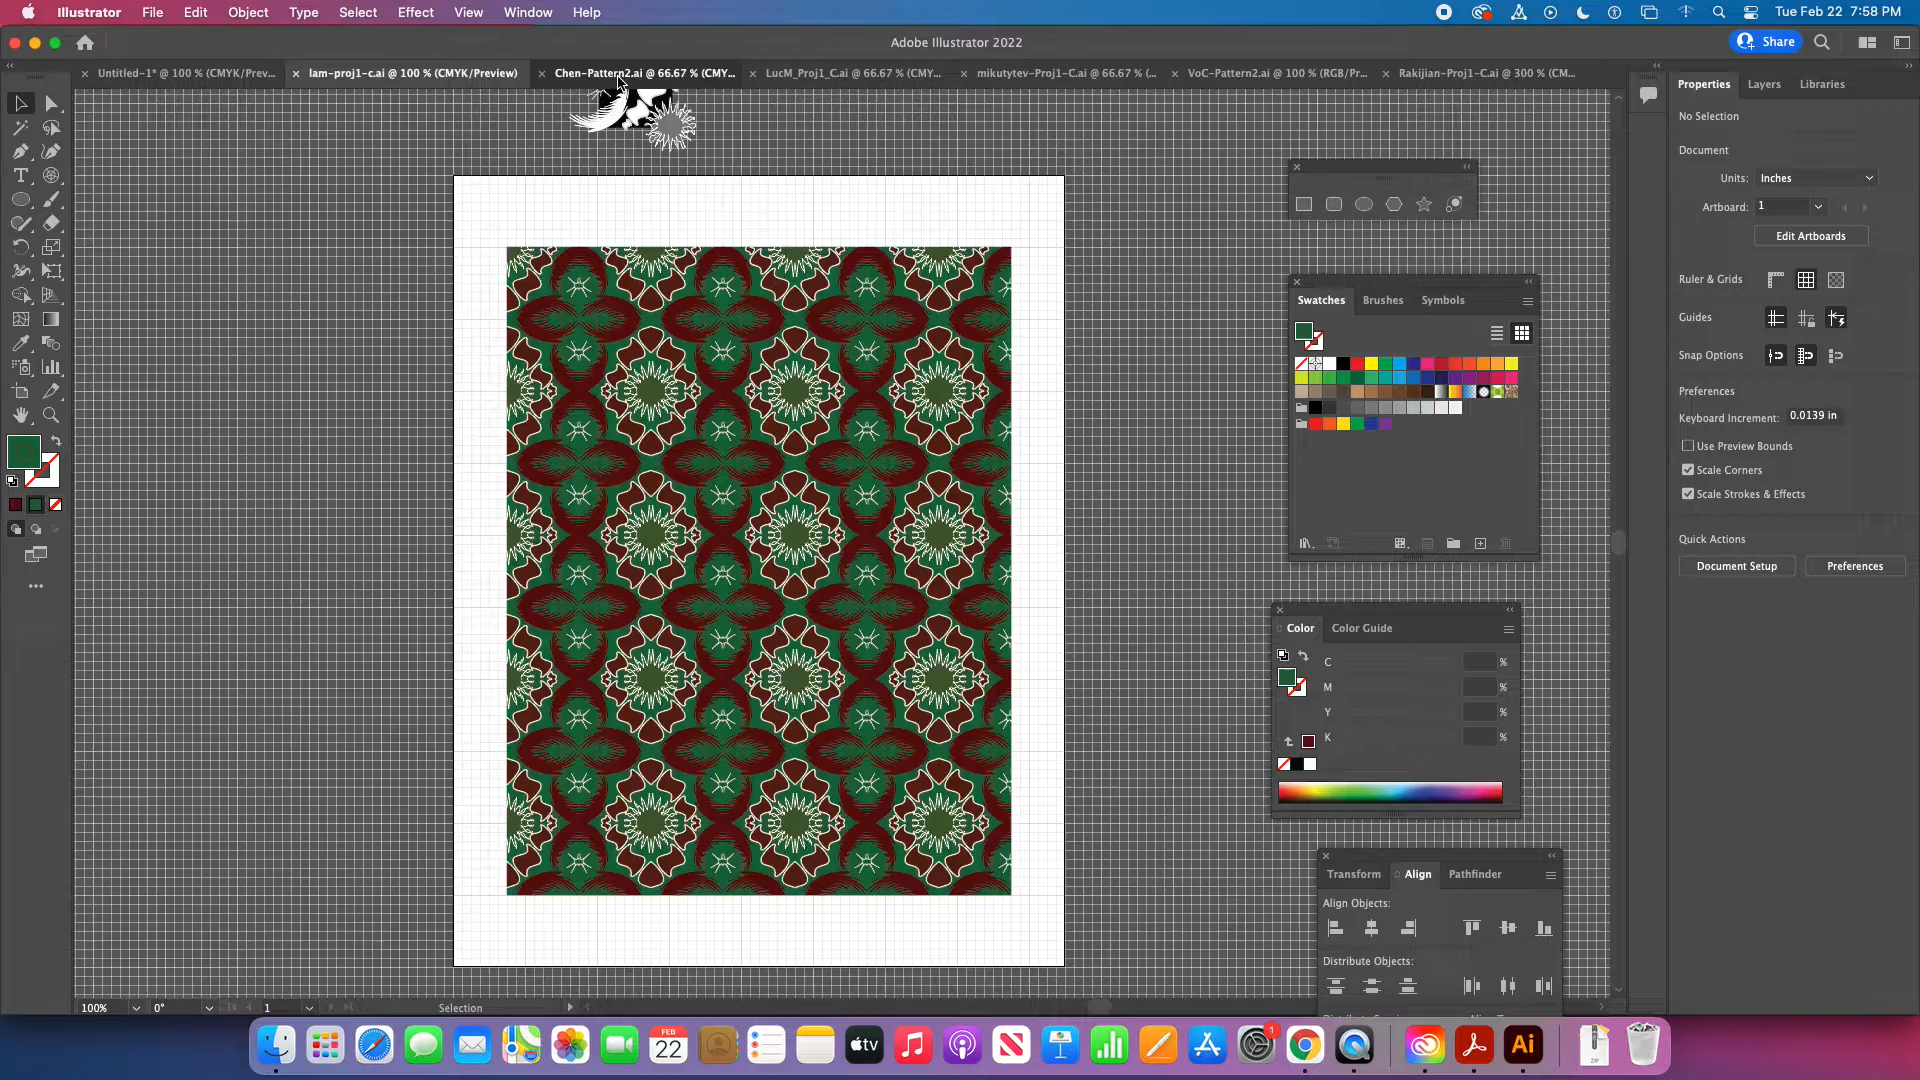 Illustrator File Edit Object Type Select Effect View Window Help Tue Feb 22 7:58 PM
Adobe Illustrator 2022
Share
Untitled-1* @ 100 % (CMYK/Prev... lam-proj1-c.ai @ 100 % (CMYK/Preview) Chen-Pattern2.ai @ 66.67 % (CMY... LucM_Proj1_C.ai @ 66.67 % (CMY... mikutytev-Proj1-C.ai @ 66.67 % (... VoC-Pattern2.ai @ 100 % (RGB/Pr... Rakijian-Proj1-C.ai @ 300 % (CM...
Properties Layers Libraries
No Selection
Document
Units: Inches
Artboard: 1
Edit Artboards
Ruler & Grids
Guides
Snap Options
Preferences
Keyboard Increment: 0.0139 in
Use Preview Bounds
Scale Corners
Scale Strokes & Effects
Quick Actions
Document Setup Preferences
Swatches Brushes Symbols
Color Color Guide
C %
M %
Y %
K %
Transform Align Pathfinder
Align Objects:
Distribute Objects:
100% 0° 1 Selection
FEB
22
tv
1
ZIP
Ai